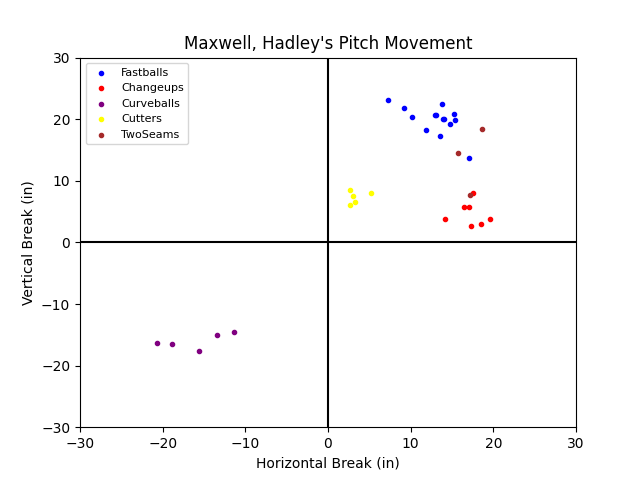 Maxwell, Hadley's Pitch Movement
Fastballs
Changeups
Curveballs
Cutters
TwoSeams
Vertical Break (in)
30
20
10
0
−10
−20
−30
−30
−20
−10
0
10
20
30
Horizontal Break (in)